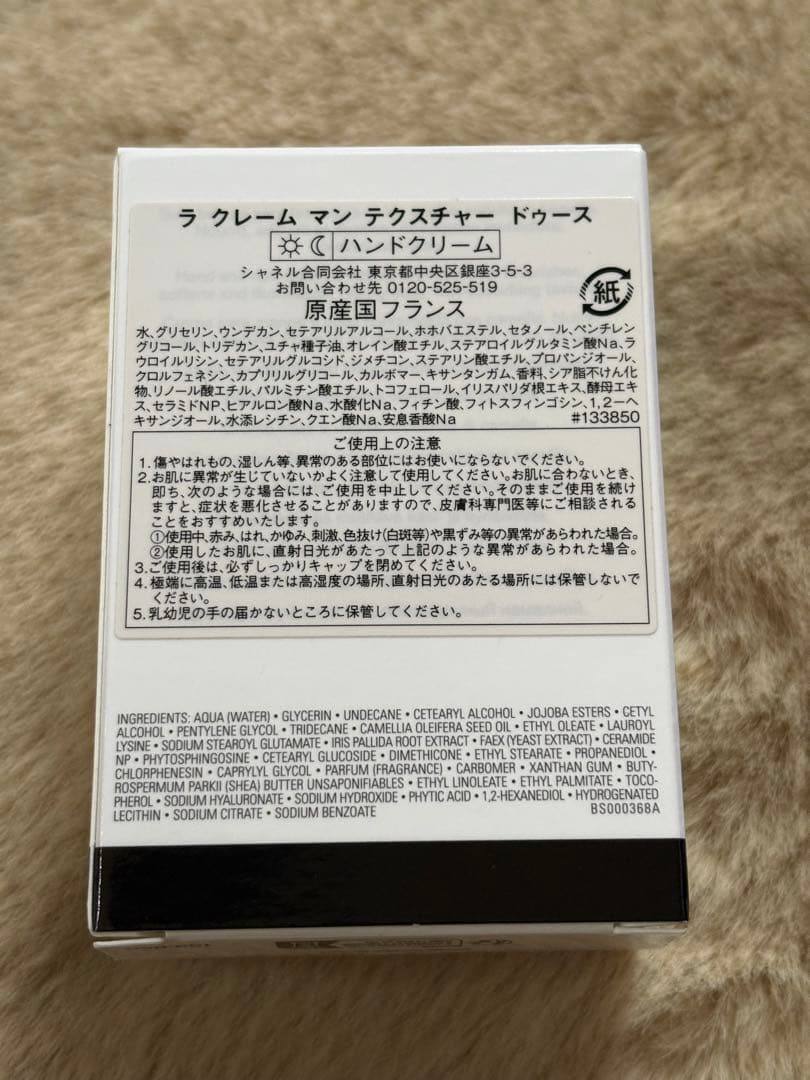 ラ クレーム マン テクスチャー ドゥース
ハンドクリーム
シャネル合同会社 東京都中央区銀座3-5-3
お問い合わせ先 0120-525-519
原産国フランス
紙
水、グリセリン、ウンデカン、セテアリルアルコール、ホホバエステル、セタノール、ペンチレン
グリコール、トリデカン、ユチャ種子油、オレイン酸エチル、ステアロイルグルタミン酸Na、ラ
ウロイルリシン、セテアリルグルコシド、ジメチコン、ステアリン酸エチル、プロパンジオール、
クロルフェネシン、カプリリルグリコール、カルボマー、キサンタンガム、香料、シア脂不けん化
物、リノール酸エチル、パルミチン酸エチル、トコフェロール、イリスパリダ根エキス、酵母エキ
ス、セラミドNP、ヒアルロン酸Na、水酸化Na、フィチン酸、フィトスフィンゴシン、1,2-ヘ
キサンジオール、水添レシチン、クエン酸Na、安息香酸Na #133850
ご使用上の注意
1. 傷やはれもの、湿しん等、異常のある部位にはお使いにならないでください。
2. お肌に異常が生じていないかよく注意して使用してください。お肌に合わないとき、
即ち、次のような場合には、ご使用を中止してください。そのままご使用を続け
ますと、症状を悪化させることがありますので、皮膚科専門医等にご相談される
ことをおすすめいたします。
①使用中、赤み、はれ、かゆみ、刺激、色抜け(白斑等)や黒ずみ等の異常があらわれた場合。
②使用したお肌に、直射日光があたって上記のような異常があらわれた場合。
3. ご使用後は、必ずしっかりキャップを閉めてください。
4. 極端に高温、低温または高湿度の場所、直射日光のあたる場所には保管しないで
ください。
5. 乳幼児の手の届かないところに保管してください。
INGREDIENTS: AQUA (WATER) • GLYCERIN • UNDECANE • CETEARYL ALCOHOL • JOJOBA ESTERS • CETYL
ALCOHOL • PENTYLENE GLYCOL • TRIDECANE • CAMELLIA OLEIFERA SEED OIL • ETHYL OLEATE • LAUROYL
LYSINE • SODIUM STEAROYL GLUTAMATE • IRIS PALLIDA ROOT EXTRACT • FAEX (YEAST EXTRACT) • CERAMIDE
NP • PHYTOSPHINGOSINE • CETEARYL GLUCOSIDE • DIMETHICONE • ETHYL STEARATE • PROPANEDIOL •
CHLORPHENESIN • CAPRYLYL GLYCOL • PARFUM (FRAGRANCE) • CARBOMER • XANTHAN GUM • BUTY-
ROSPERMUM PARKII (SHEA) BUTTER UNSAPONIFIABLES • ETHYL LINOLEATE • ETHYL PALMITATE • TOCO-
PHEROL • SODIUM HYALURONATE • SODIUM HYDROXIDE • PHYTIC ACID • 1,2-HEXANEDIOL • HYDROGENATED
LECITHIN • SODIUM CITRATE • SODIUM BENZOATE BS000368A